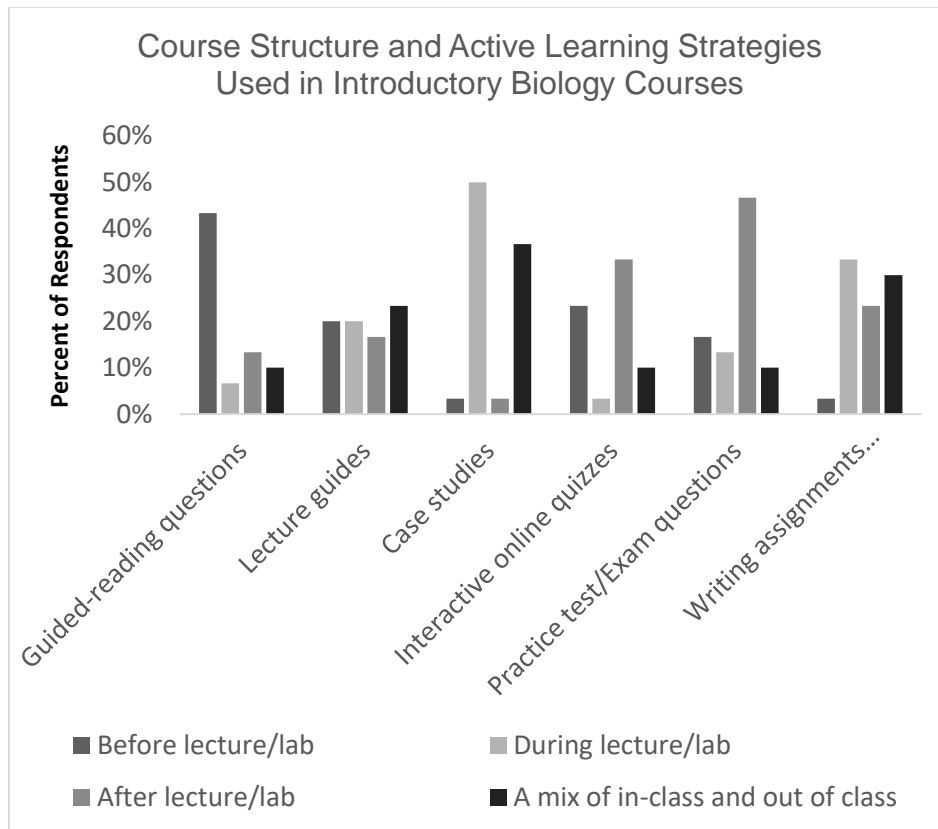 Course Structure and Active Learning Strategies
Used in Introductory Biology Courses
Percent of Respondents
60%
50%
40%
30%
20%
10%
0%
Guided-reading questions
Lecture guides
Case studies
Interactive online quizzes
Practice test/Exam questions
Writing assignments...
Before lecture/lab
During lecture/lab
After lecture/lab
A mix of in-class and out of class